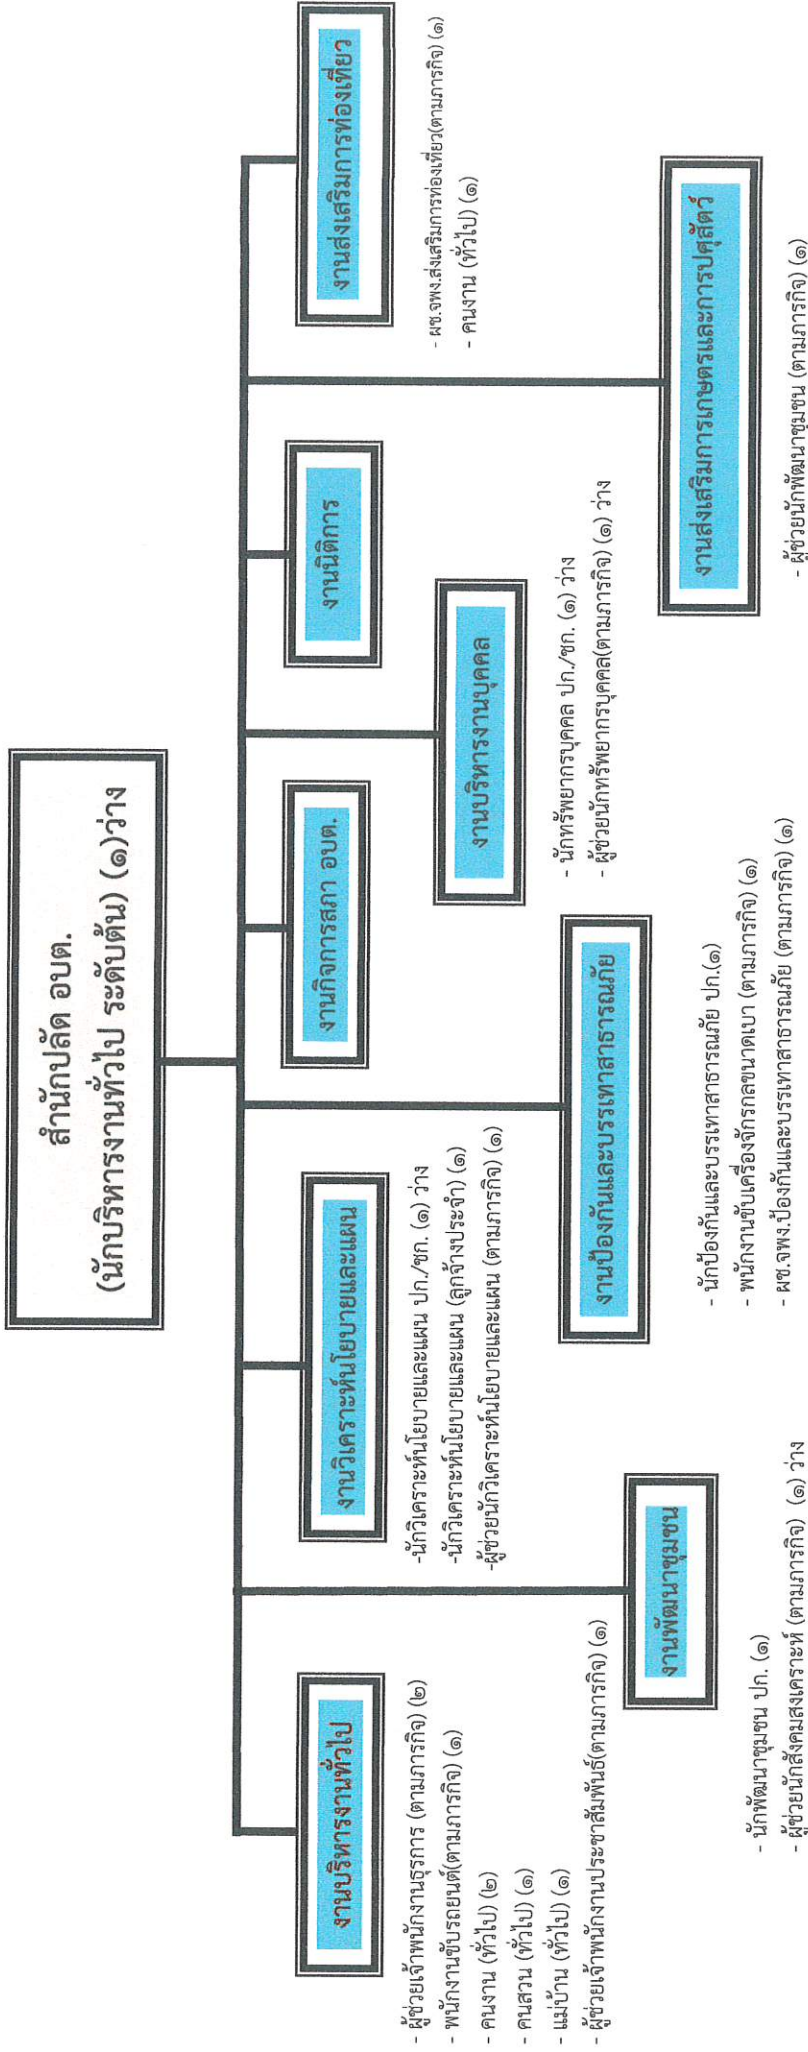 สำนักปลัด อบต.
(นักบริหารงานทั่วไป ระดับต้น) (๑)ว่าง
งานบริหารงานทั่วไป
- ผู้ช่วยเจ้าพนักงานธุรการ (ตามภารกิจ) (๒)
- พนักงานขับรถยนต์(ตามภารกิจ) (๑)
- คนงาน (ทั่วไป) (๒)
- คนสวน (ทั่วไป) (๑)
- แม่บ้าน (ทั่วไป) (๑)
- ผู้ช่วยเจ้าพนักงานประชาสัมพันธ์(ตามภารกิจ) (๑)
งานพัฒนาชุมชน
- นักพัฒนาชุมชน ปก. (๑)
- ผู้ช่วยนักสังคมสงเคราะห์ (ตามภารกิจ) (๑) ว่าง
งานวิเคราะห์นโยบายและแผน
-นักวิเคราะห์นโยบายและแผน ปก./ชก. (๑) ว่าง
-นักวิเคราะห์นโยบายและแผน (ลูกจ้างประจำ) (๑)
-ผู้ช่วยนักวิเคราะห์นโยบายและแผน (ตามภารกิจ) (๑)
งานป้องกันและบรรเทาสาธารณภัย
- นักป้องกันและบรรเทาสาธารณภัย ปก.(๑)
- พนักงานขับเครื่องจักรกลขนาดเบา (ตามภารกิจ) (๑)
- ผช.จพง.ป้องกันและบรรเทาสาธารณภัย (ตามภารกิจ) (๑)
งานกิจการสภา อบต.
งานบริหารงานบุคคล
- นักทรัพยากรบุคคล ปก./ชก. (๑) ว่าง
- ผู้ช่วยนักทรัพยากรบุคคล(ตามภารกิจ) (๑) ว่าง
งานนิติการ
งานส่งเสริมการเกษตรและการปศุสัตว์
- ผู้ช่วยนักพัฒนาชุมชน (ตามภารกิจ) (๑)
งานส่งเสริมการท่องเที่ยว
- ผช.จพง.ส่งเสริมการท่องเที่ยว(ตามภารกิจ) (๑)
- คนงาน (ทั่วไป) (๑)